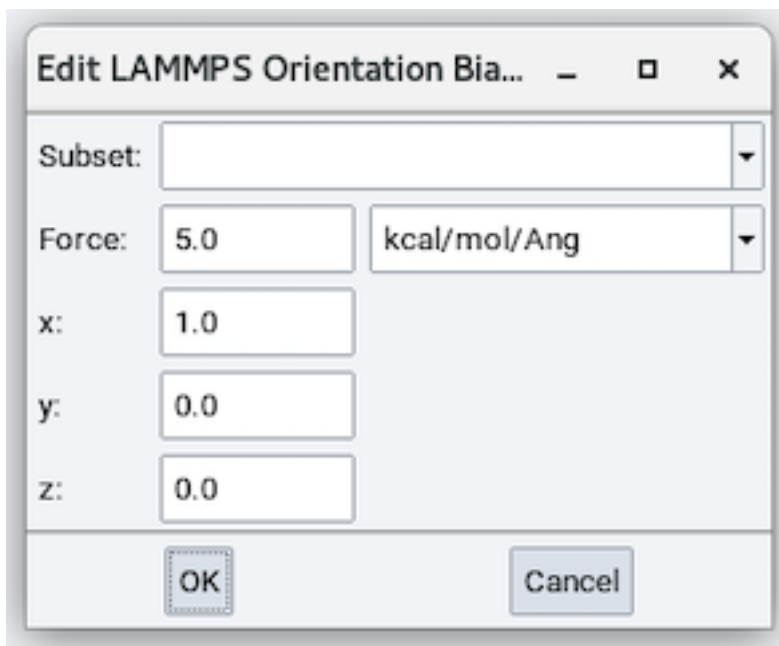 Edit LAMMPS Orientation Bia...
Subset:
Force: 5.0 kcal/mol/Ang
x: 1.0
y: 0.0
z: 0.0
OK Cancel